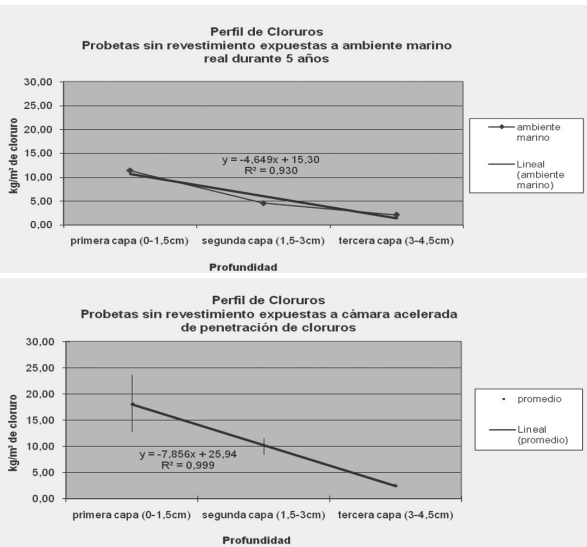 Perfil de Cloruros
Probetas sin revestimiento expuestas a ambiente marino
real durante 5 años
30,00
25,00
20,00
15,00
10,00
5,00
0,00
kg/m³ de cloruro
y = -4,649x + 15,30
R² = 0,930
primera capa (0-1,5cm) segunda capa (1,5-3cm) tercera capa (3-4,5cm)
Profundidad
ambiente
marino
Lineal
(ambiente
marino)
Perfil de Cloruros
Probetas sin revestimiento expuestas a cámara acelerada
de penetración de cloruros
30,00
25,00
20,00
15,00
10,00
5,00
0,00
kg/m³ de cloruro
y = -7,856x + 25,94
R² = 0,999
primera capa (0-1,5cm) segunda capa (1,5-3cm) tercera capa (3-4,5cm)
Profundidad
promedio
Lineal
(promedio)